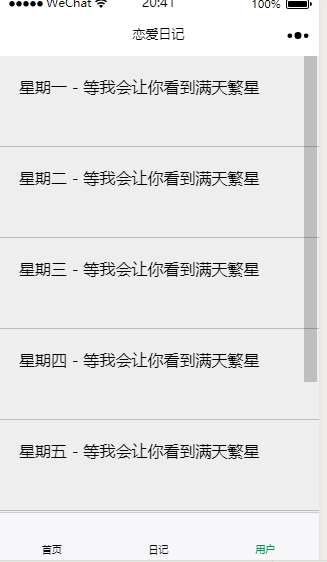 WeChat 20:41 100%
恋爱日记
星期一 - 等我会让你看到满天繁星
星期二 - 等我会让你看到满天繁星
星期三 - 等我会让你看到满天繁星
星期四 - 等我会让你看到满天繁星
星期五 - 等我会让你看到满天繁星
首页 日记 用户